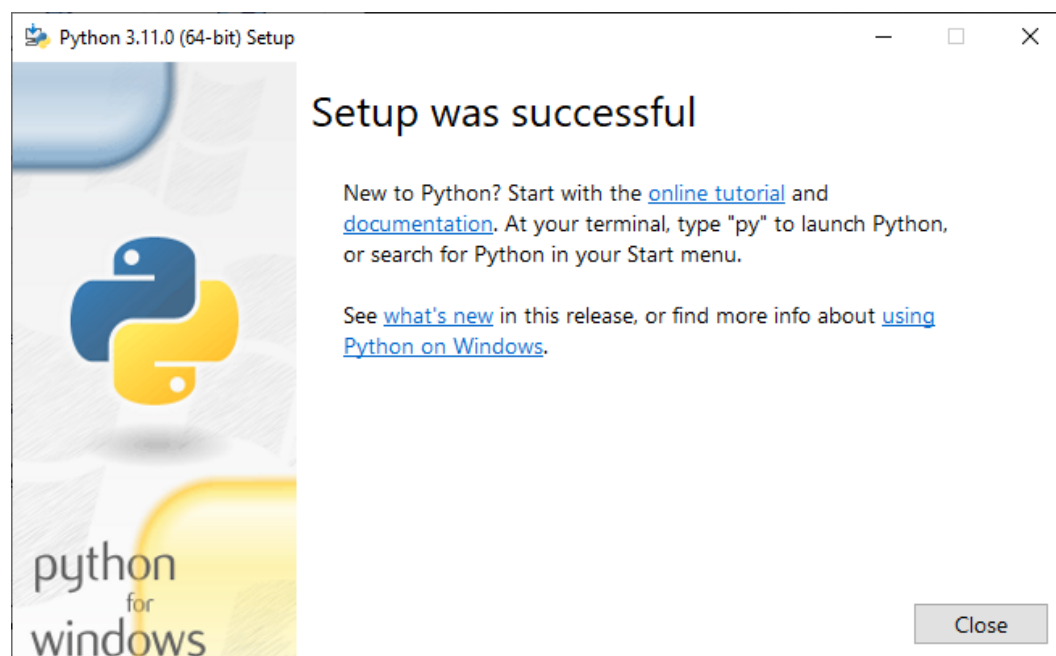 Python 3.11.0 (64-bit) Setup
Setup was successful
New to Python? Start with the online tutorial and
documentation. At your terminal, type "py" to launch Python,
or search for Python in your Start menu.
See what's new in this release, or find more info about using
Python on Windows.
python
for
windows
Close